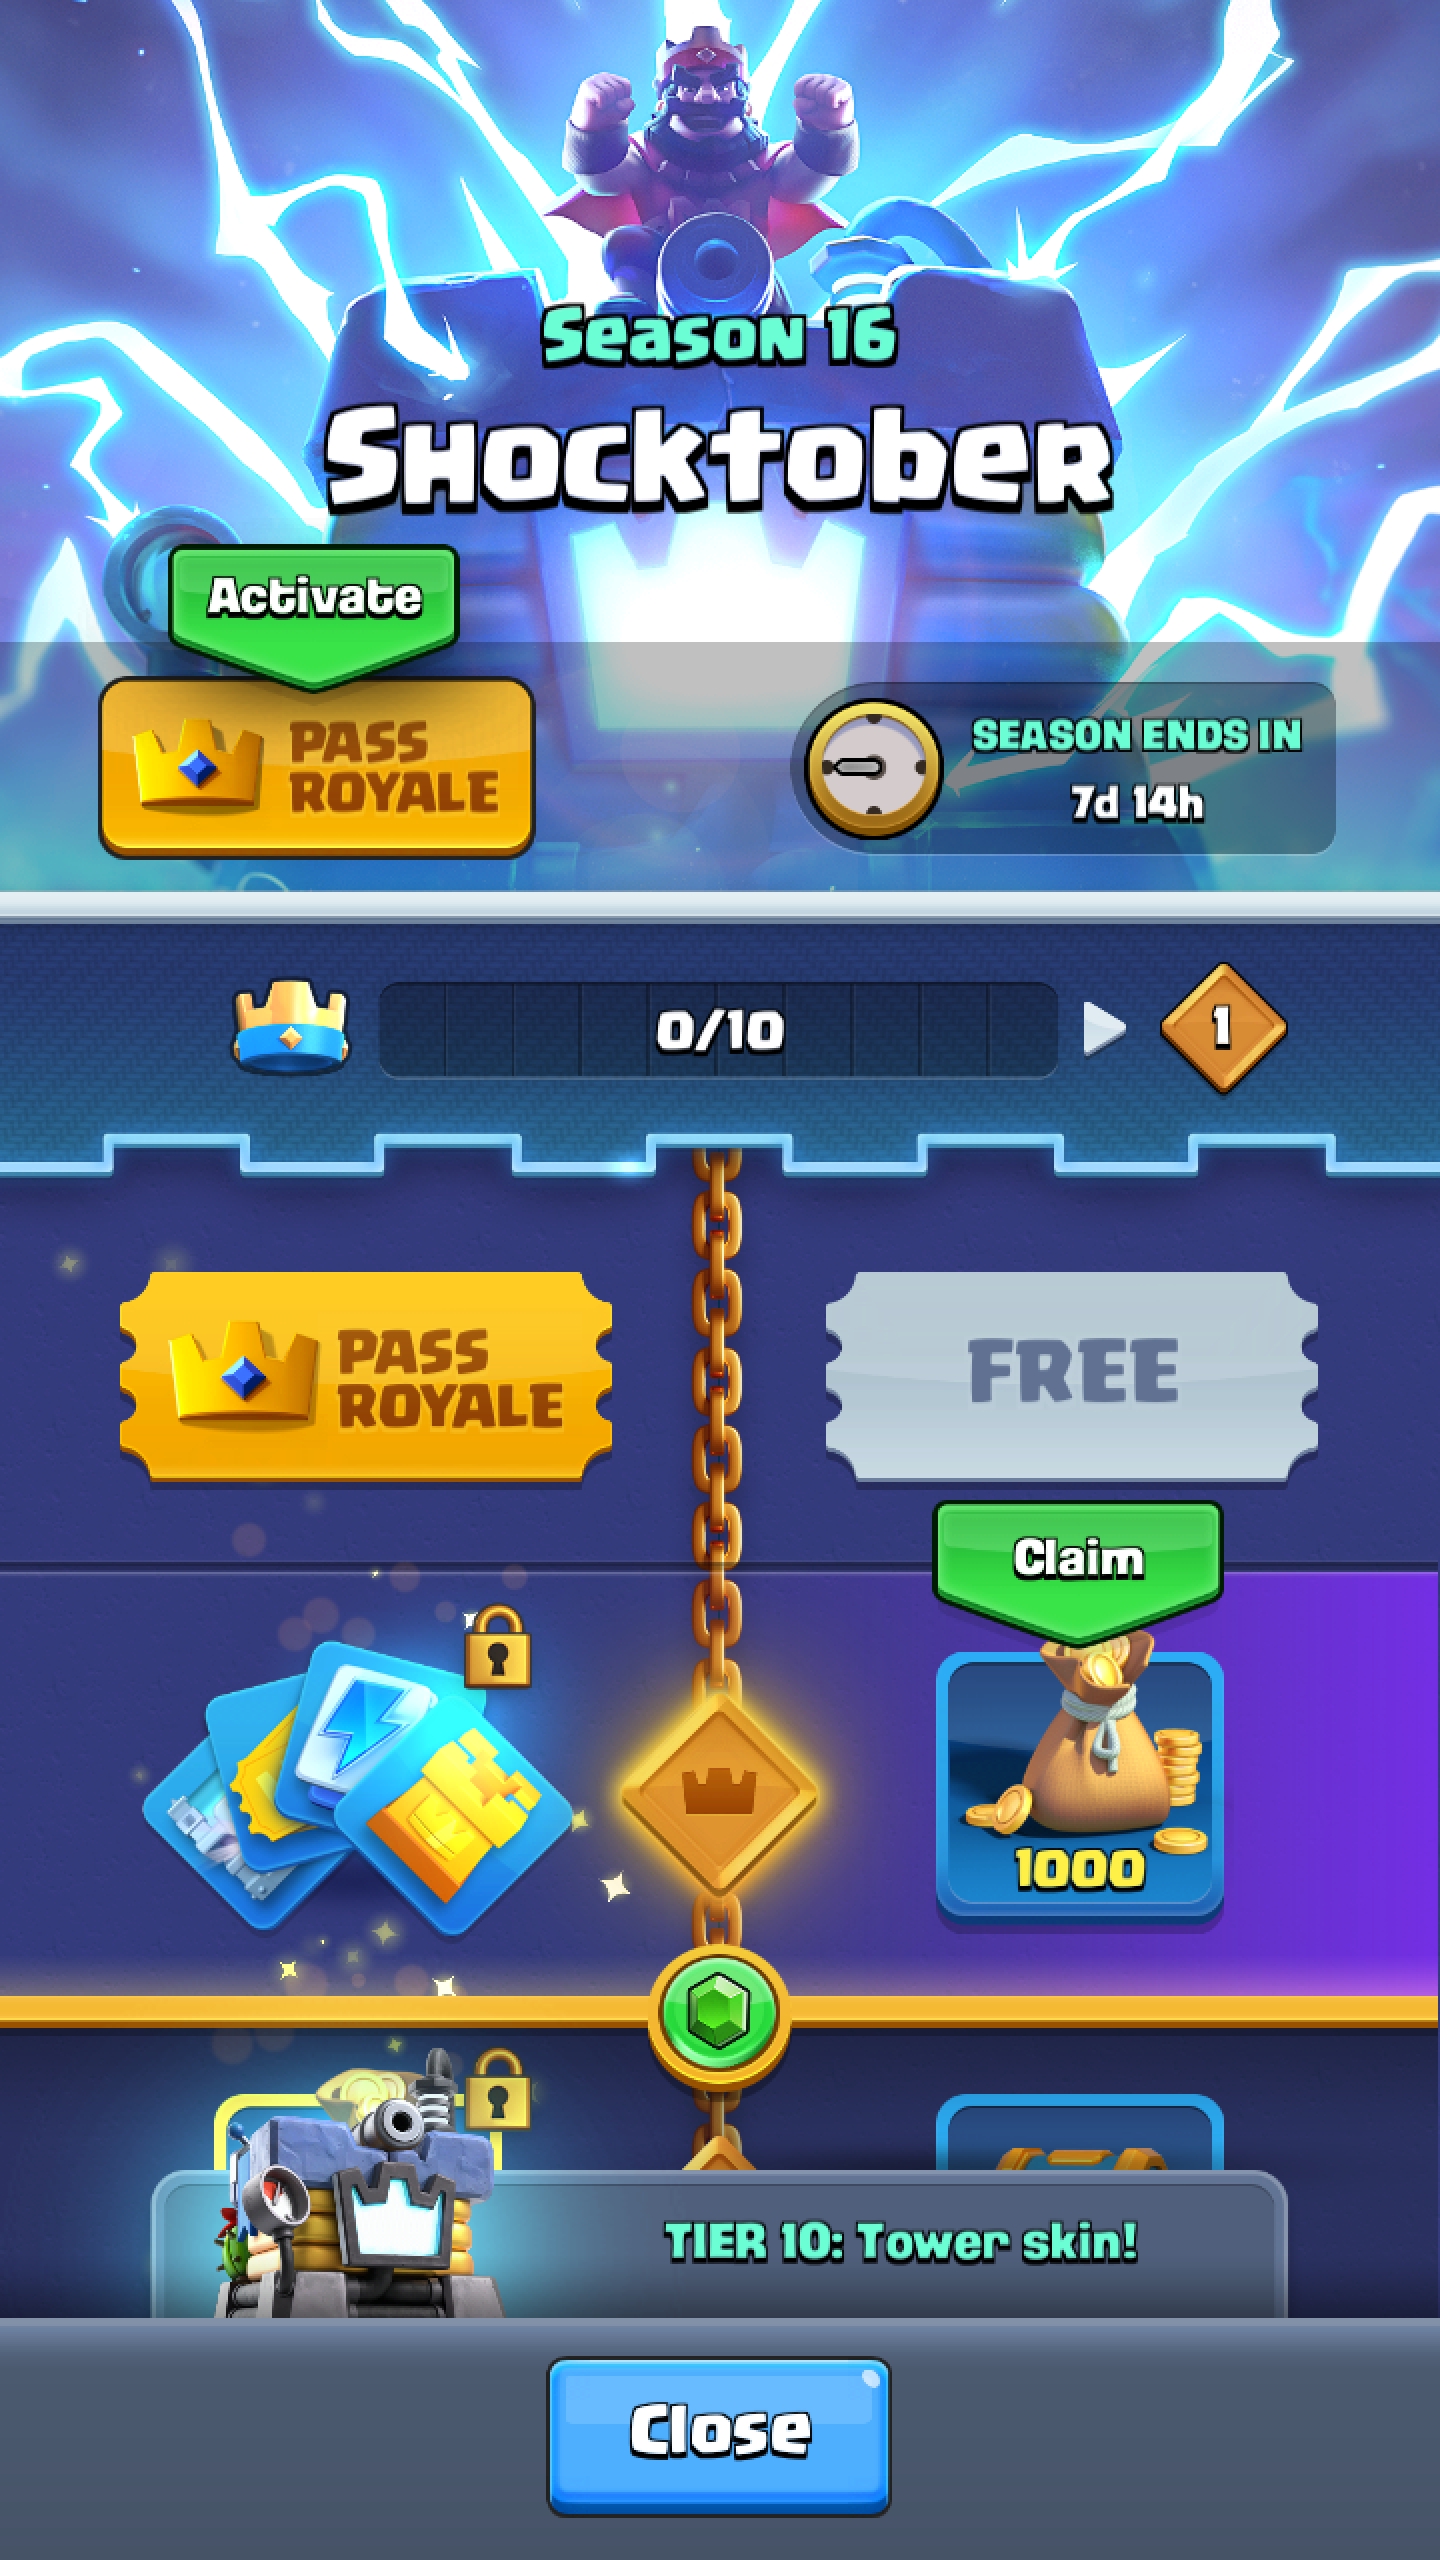 Season 16
Shocktober
Activate
PASS
ROYALE
SEASON ENDS IN
7d 14h
0/10
1
PASS
ROYALE
FREE
Claim
1000
TIER 10: Tower skin!
Close